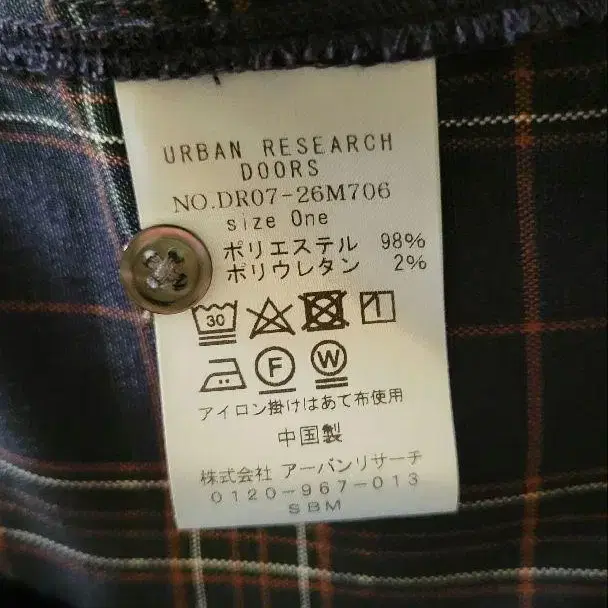 URBAN RESEARCH
DOORS
NO.DR07-26M706
size One
ポリエステル 98%
ポリウレタン 2%
30
F W
アイロン掛けはあて布使用
中国製
株式会社 アーバンリサーチ
0120-967-013
SBM